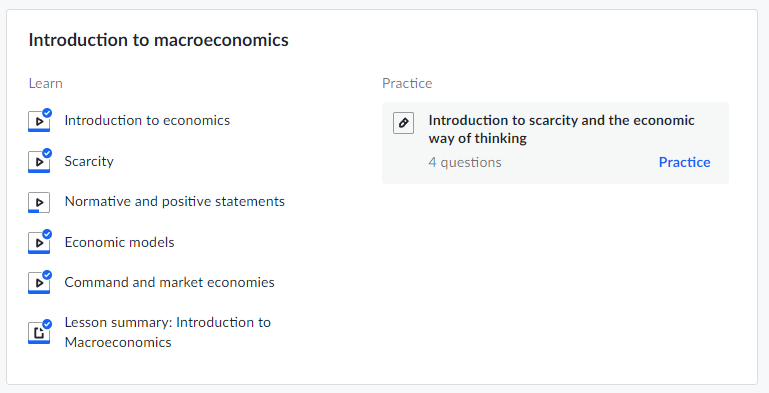 Introduction to macroeconomics
Learn
Introduction to economics
Scarcity
Normative and positive statements
Economic models
Command and market economies
Lesson summary: Introduction to
Macroeconomics
Practice
Introduction to scarcity and the economic
way of thinking
4 questions
Practice